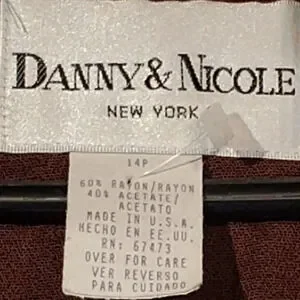 DANNY & NICOLE
NEW YORK
14P
60% RAYON/RAYON
40% ACETATE/
ACETATO
MADE IN U.S.A.
HECHO EN EE.UU.
RN: 67473
OVER FOR CARE
VER REVERSO
PARA CUIDADO